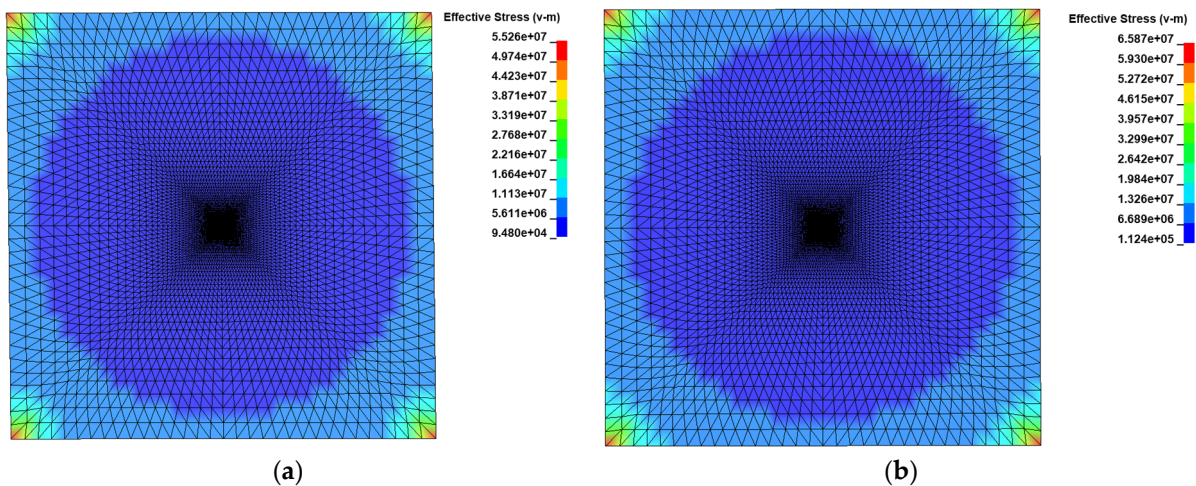 Effective Stress (v-m)
5.526e+07
4.974e+07
4.423e+07
3.871e+07
3.319e+07
2.768e+07
2.216e+07
1.664e+07
1.113e+07
5.611e+06
9.480e+04
(a)
Effective Stress (v-m)
6.587e+07
5.930e+07
5.272e+07
4.615e+07
3.957e+07
3.299e+07
2.642e+07
1.984e+07
1.326e+07
6.689e+06
1.124e+05
(b)